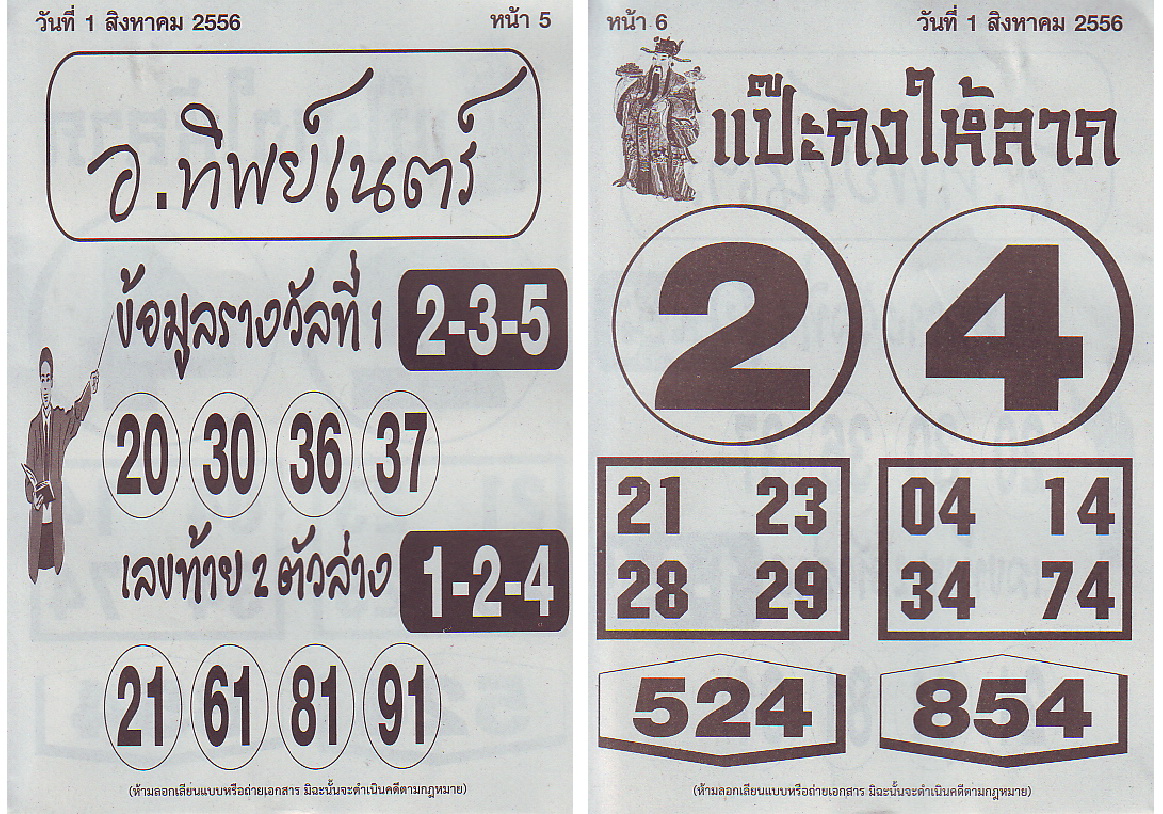 วันที่ 1 สิงหาคม 2556 หน้า 5
อ.ทิพย์เนตร์
ข้อมูลรางวัลที่ 1 2-3-5
20 30 36 37
เลขท้าย 2 ตัวล่าง 1-2-4
21 61 81 91
(ห้ามลอกเลียนแบบหรือถ่ายเอกสาร มิฉะนั้นจะดำเนินคดีตามกฎหมาย)
หน้า 6 วันที่ 1 สิงหาคม 2556
แป๊ะกงให้ลาภ
2 4
21 23 04 14
28 29 34 74
524 854
(ห้ามลอกเลียนแบบหรือถ่ายเอกสาร มิฉะนั้นจะดำเนินคดีตามกฎหมาย)